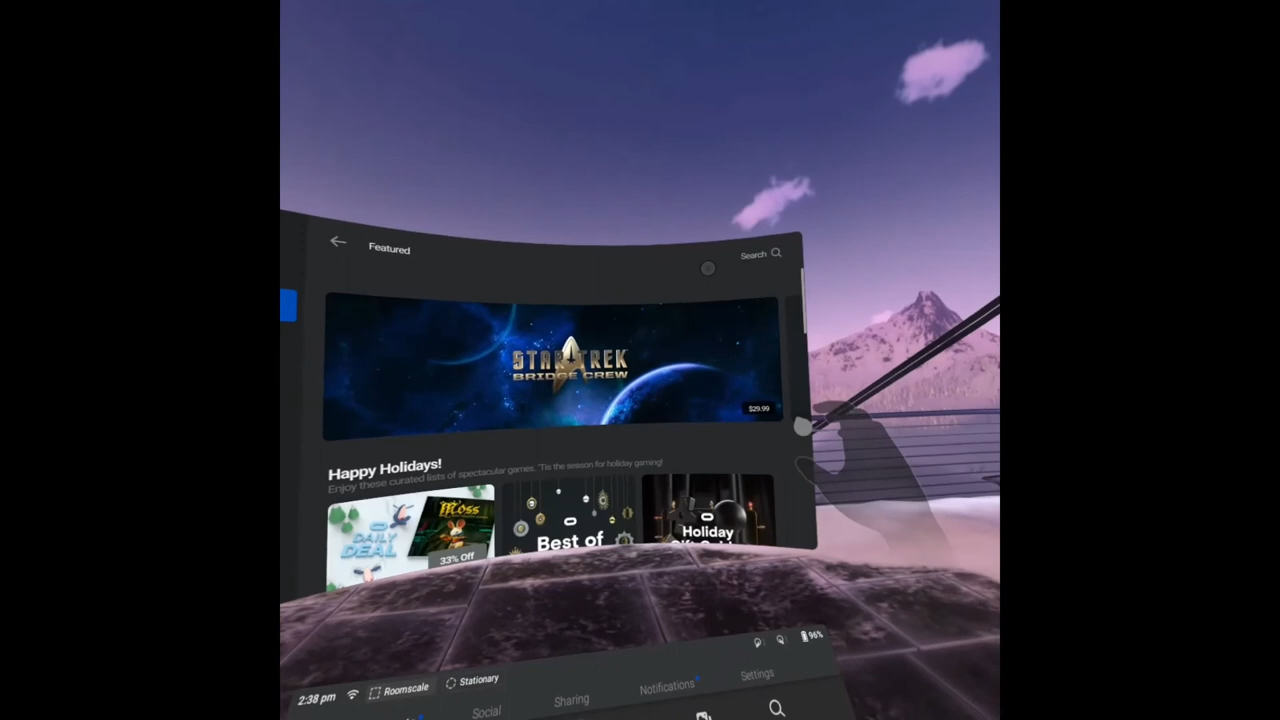 Featured
Search
STAR TREK
BRIDGE CREW
$29.99
Happy Holidays!
Enjoy these curated lists of spectacular games. 'Tis the season for holiday gaming!
DAILY
DEAL
MOSS
33% Off
Best of
Holiday
2:38 pm
Roomscale
Stationary
96%
Social
Sharing
Notifications
Settings